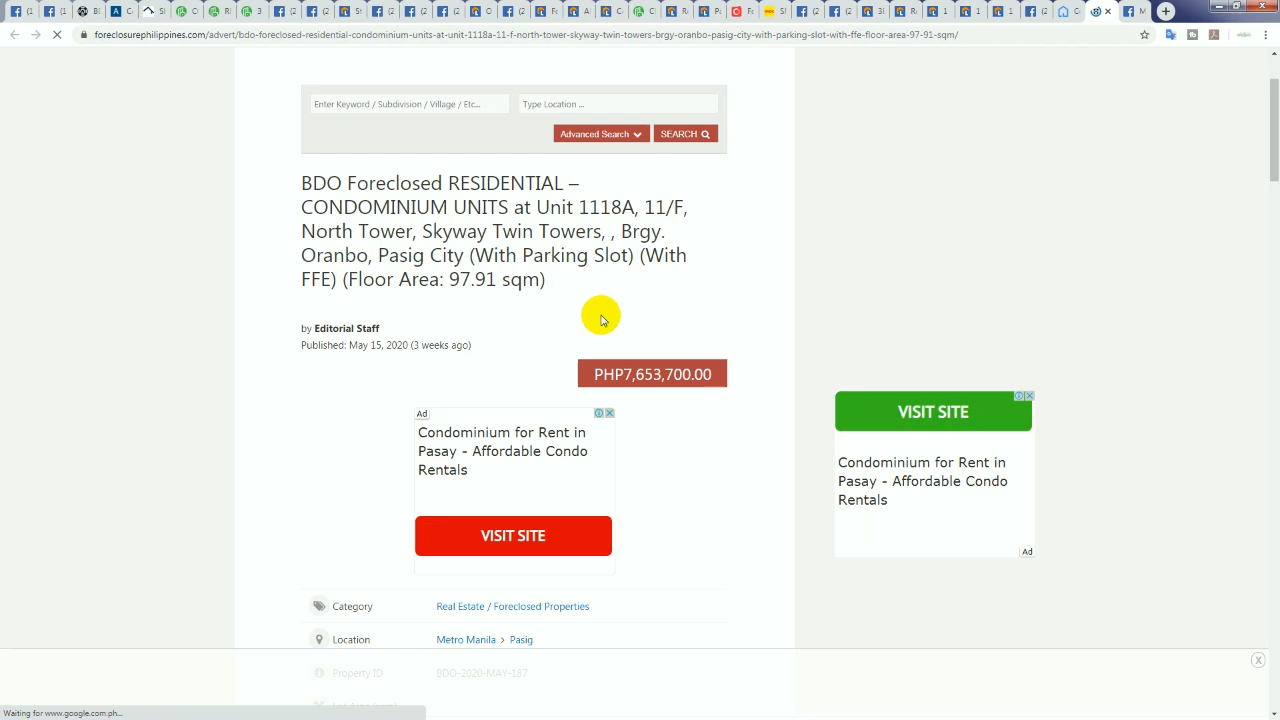 foreclosurephilippines.com/advert/bdo-foreclosed-residential-condominium-units-at-unit-1118a-11-f-north-tower-skyway-twin-towers-brgy-oranbo-pasig-city-with-parking-slot-with-ffe-floor-area-97-91-sqm/
Enter Keyword / Subdivision / Village / Etc...
Type Location ...
Advanced Search
SEARCH
BDO Foreclosed RESIDENTIAL –
CONDOMINIUM UNITS at Unit 1118A, 11/F,
North Tower, Skyway Twin Towers, , Brgy.
Oranbo, Pasig City (With Parking Slot) (With
FFE) (Floor Area: 97.91 sqm)
by Editorial Staff
Published: May 15, 2020 (3 weeks ago)
PHP7,653,700.00
Ad
Condominium for Rent in
Pasay - Affordable Condo
Rentals
VISIT SITE
VISIT SITE
Condominium for Rent in
Pasay - Affordable Condo
Rentals
Ad
Category
Real Estate / Foreclosed Properties
Location
Metro Manila > Pasig
Property ID
BDO-2020-MAY-187
Waiting for www.google.com.ph...